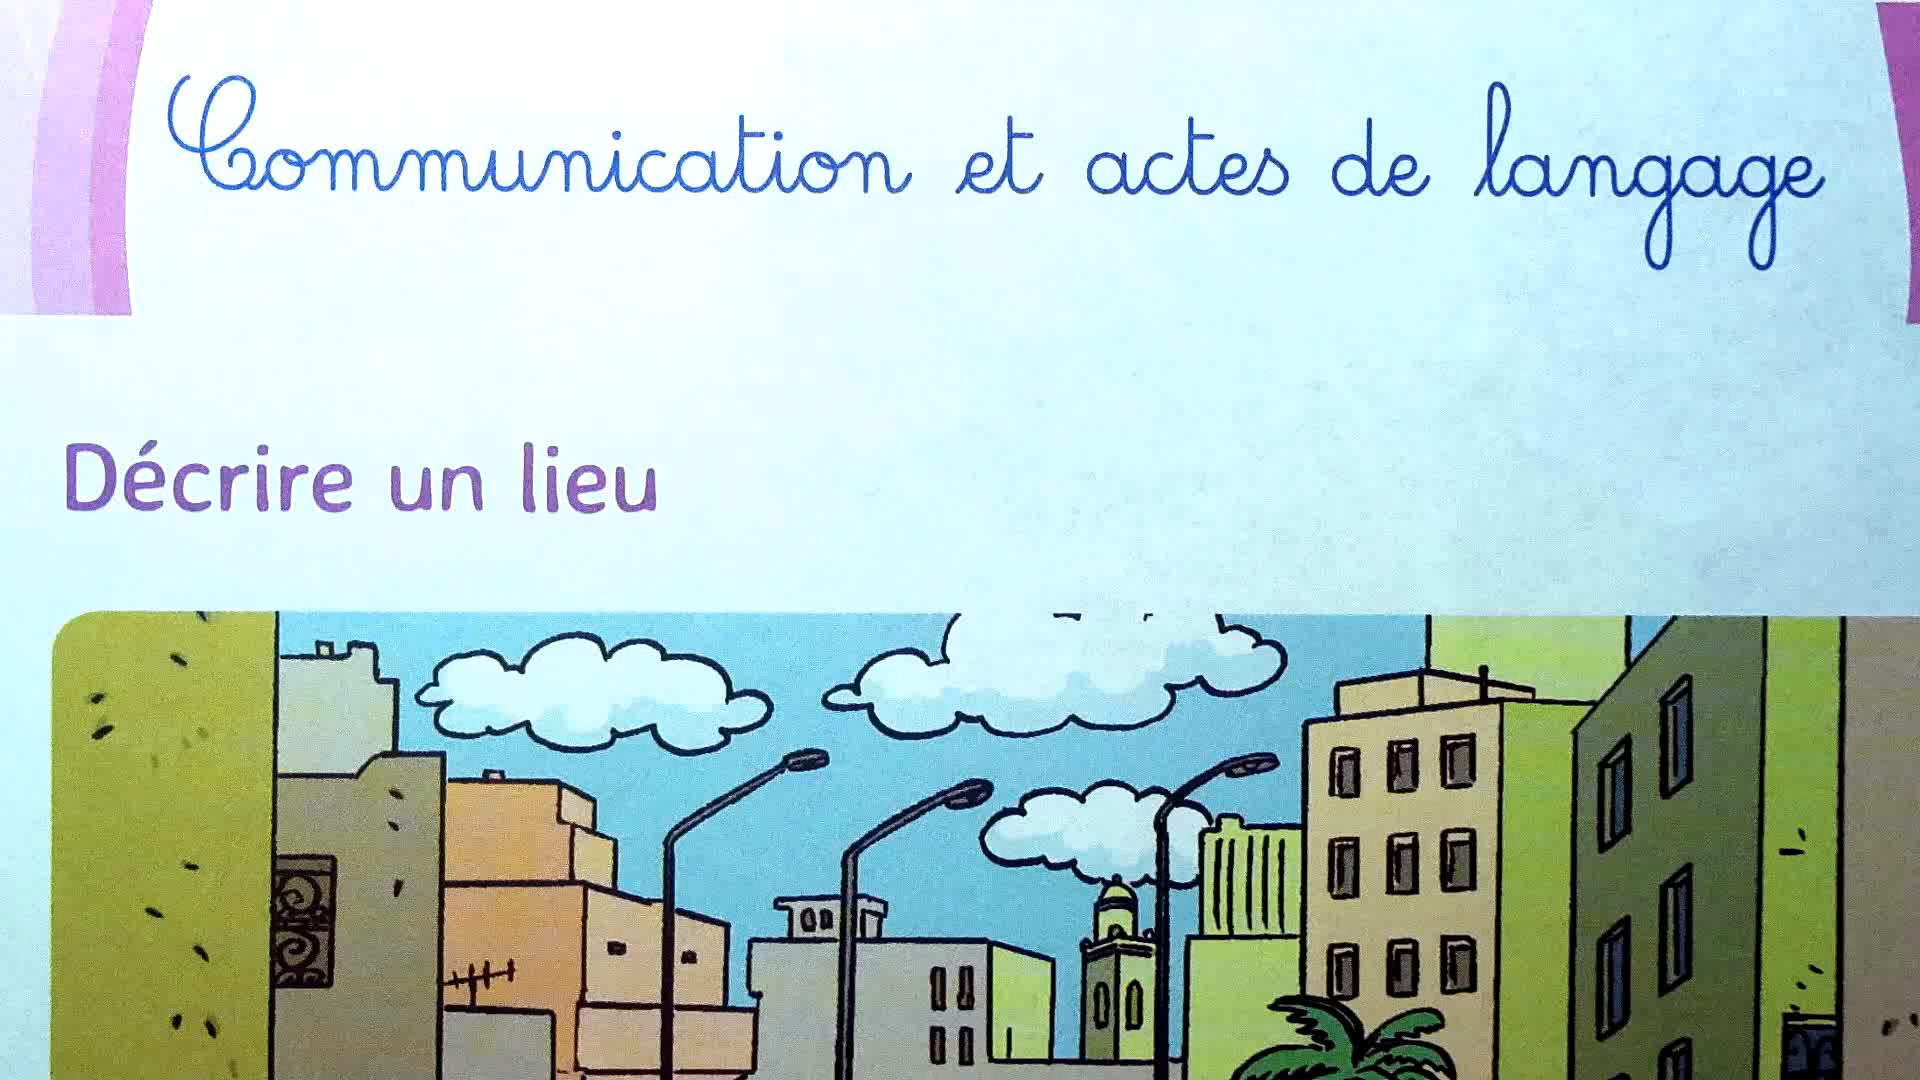 Communication et actes de langage
Décrire un lieu